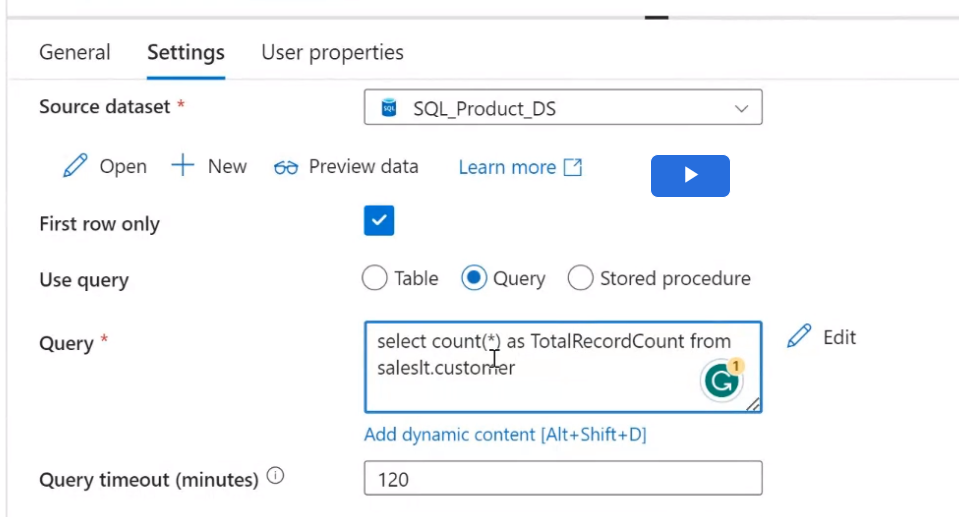 General Settings User properties
Source dataset * SQL_Product_DS
Open New Preview data Learn more
First row only
Use query Table Query Stored procedure
Query * select count(*) as TotalRecordCount from
saleslt.customer
Edit
1
Add dynamic content [Alt+Shift+D]
Query timeout (minutes) 120